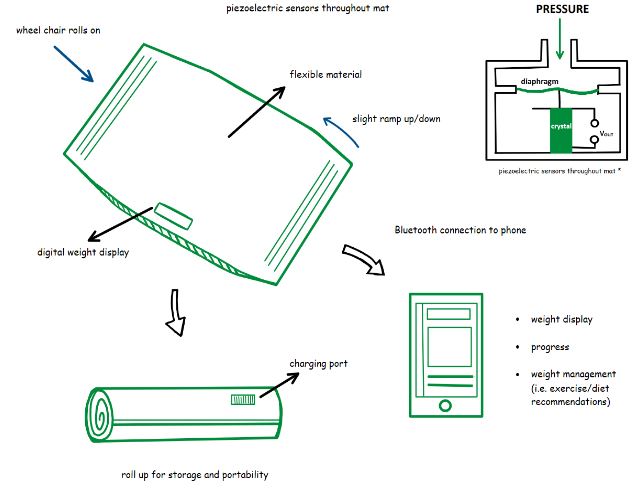 piezoelectric sensors throughout mat
PRESSURE
wheel chair rolls on
flexible material
diaphragm
slight ramp up/down
crystal
VOLT
piezoelectric sensors throughout mat *
Bluetooth connection to phone
digital weight display
• weight display
• progress
• weight management
(i.e. exercise/diet
recommendations)
charging port
roll up for storage and portability